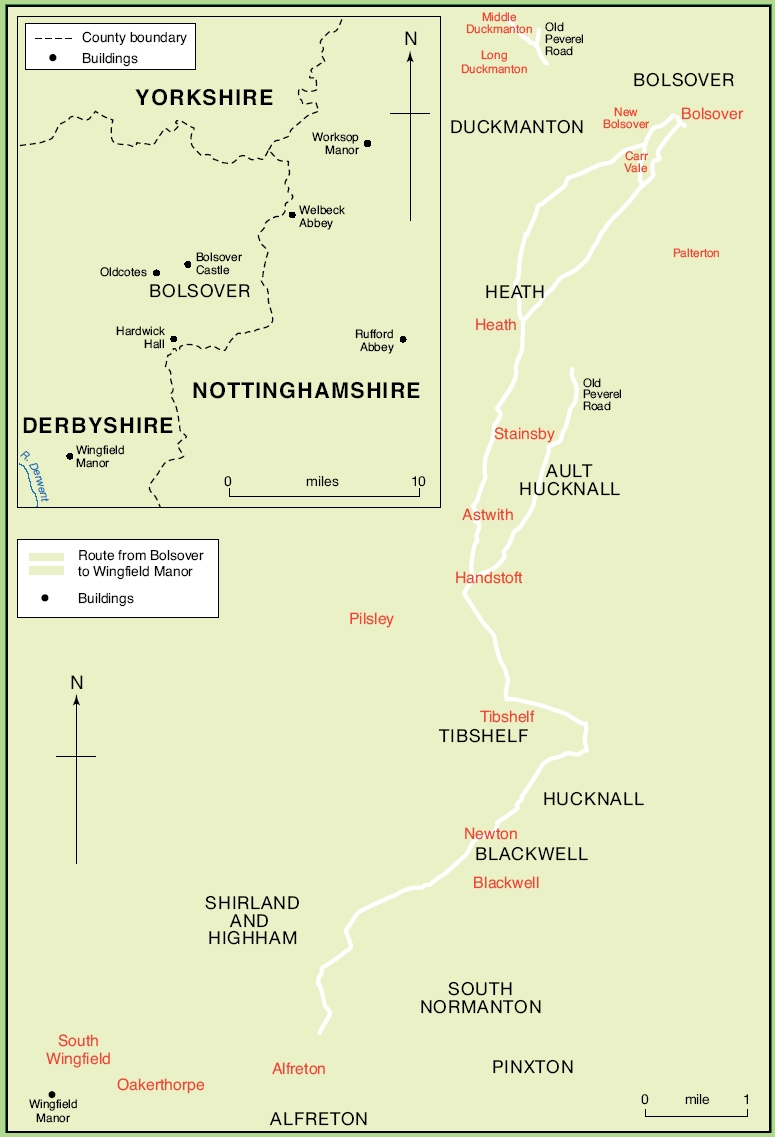 County boundary
Buildings
N
YORKSHIRE
Worksop
Manor
Welbeck
Abbey
Bolsover
Castle
Oldcotes
BOLSOVER
Hardwick
Hall
Rufford
Abbey
NOTTINGHAMSHIRE
DERBYSHIRE
Wingfield
Manor
R. Derwent
0 miles 10
Middle
Duckmanton
Old
Peverel
Road
Long
Duckmanton
BOLSOVER
New
Bolsover
Bolsover
DUCKMANTON
Carr
Vale
Palterton
HEATH
Heath
Old
Peverel
Road
Stainsby
AULT
HUCKNALL
Astwith
Route from Bolsover
to Wingfield Manor
Buildings
Handstoft
Pilsley
N
Tibshelf
TIBSHELF
HUCKNALL
Newton
BLACKWELL
Blackwell
SHIRLAND
AND
HIGHHAM
SOUTH
NORMANTON
South
Wingfield
Oakerthorpe
Alfreton
PINXTON
Wingfield
Manor
ALFRETON
0 mile 1